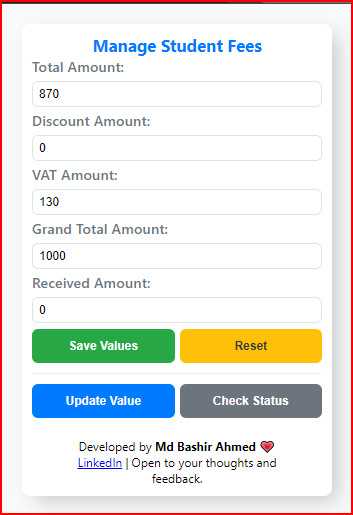 Manage Student Fees
Total Amount:
870
Discount Amount:
0
VAT Amount:
130
Grand Total Amount:
1000
Received Amount:
0
Save Values Reset
Update Value Check Status
Developed by Md Bashir Ahmed 💗
LinkedIn | Open to your thoughts and
feedback.